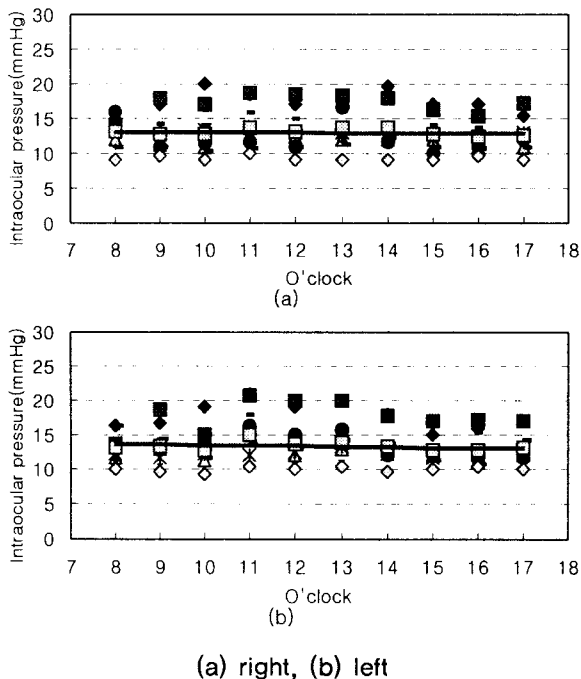 Intraocular pressure(mmHg)
30
25
20
15
10
5
0
7 8 9 10 11 12 13 14 15 16 17 18
O'clock
(a)
Intraocular pressure(mmHg)
30
25
20
15
10
5
0
7 8 9 10 11 12 13 14 15 16 17 18
O'clock
(b)
(a) right, (b) left